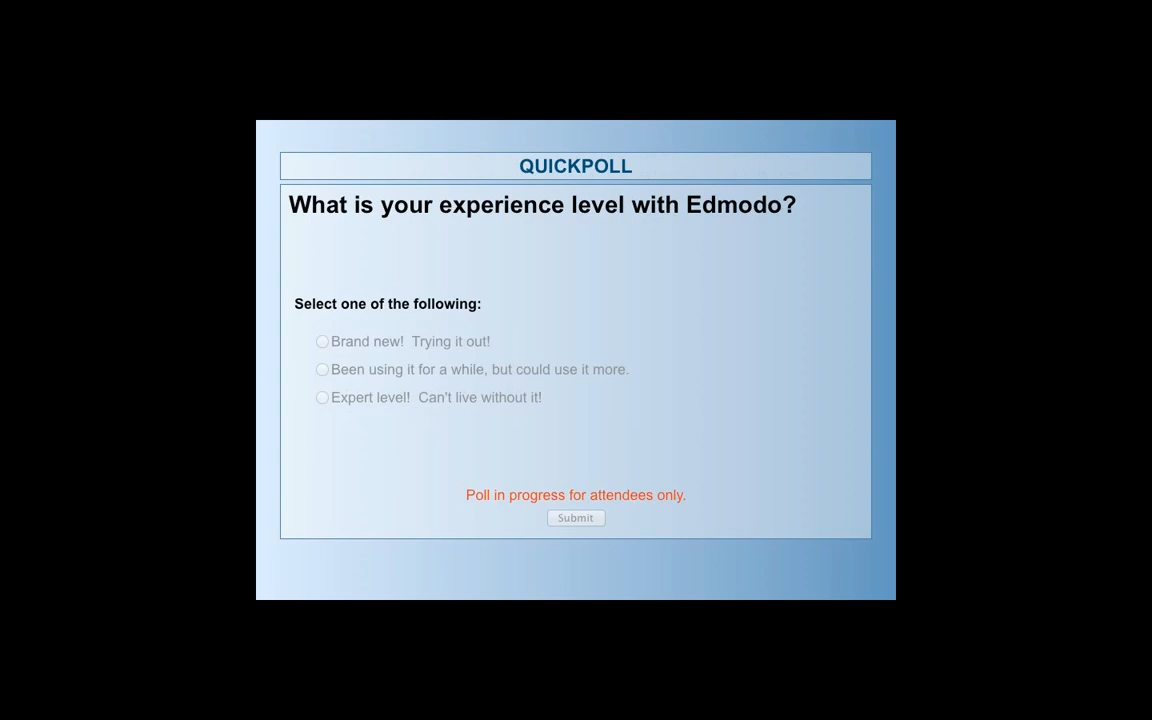 QUICKPOLL
What is your experience level with Edmodo?
Select one of the following:
Brand new!  Trying it out!
Been using it for a while, but could use it more.
Expert level!  Can't live without it!
Poll in progress for attendees only.
Submit